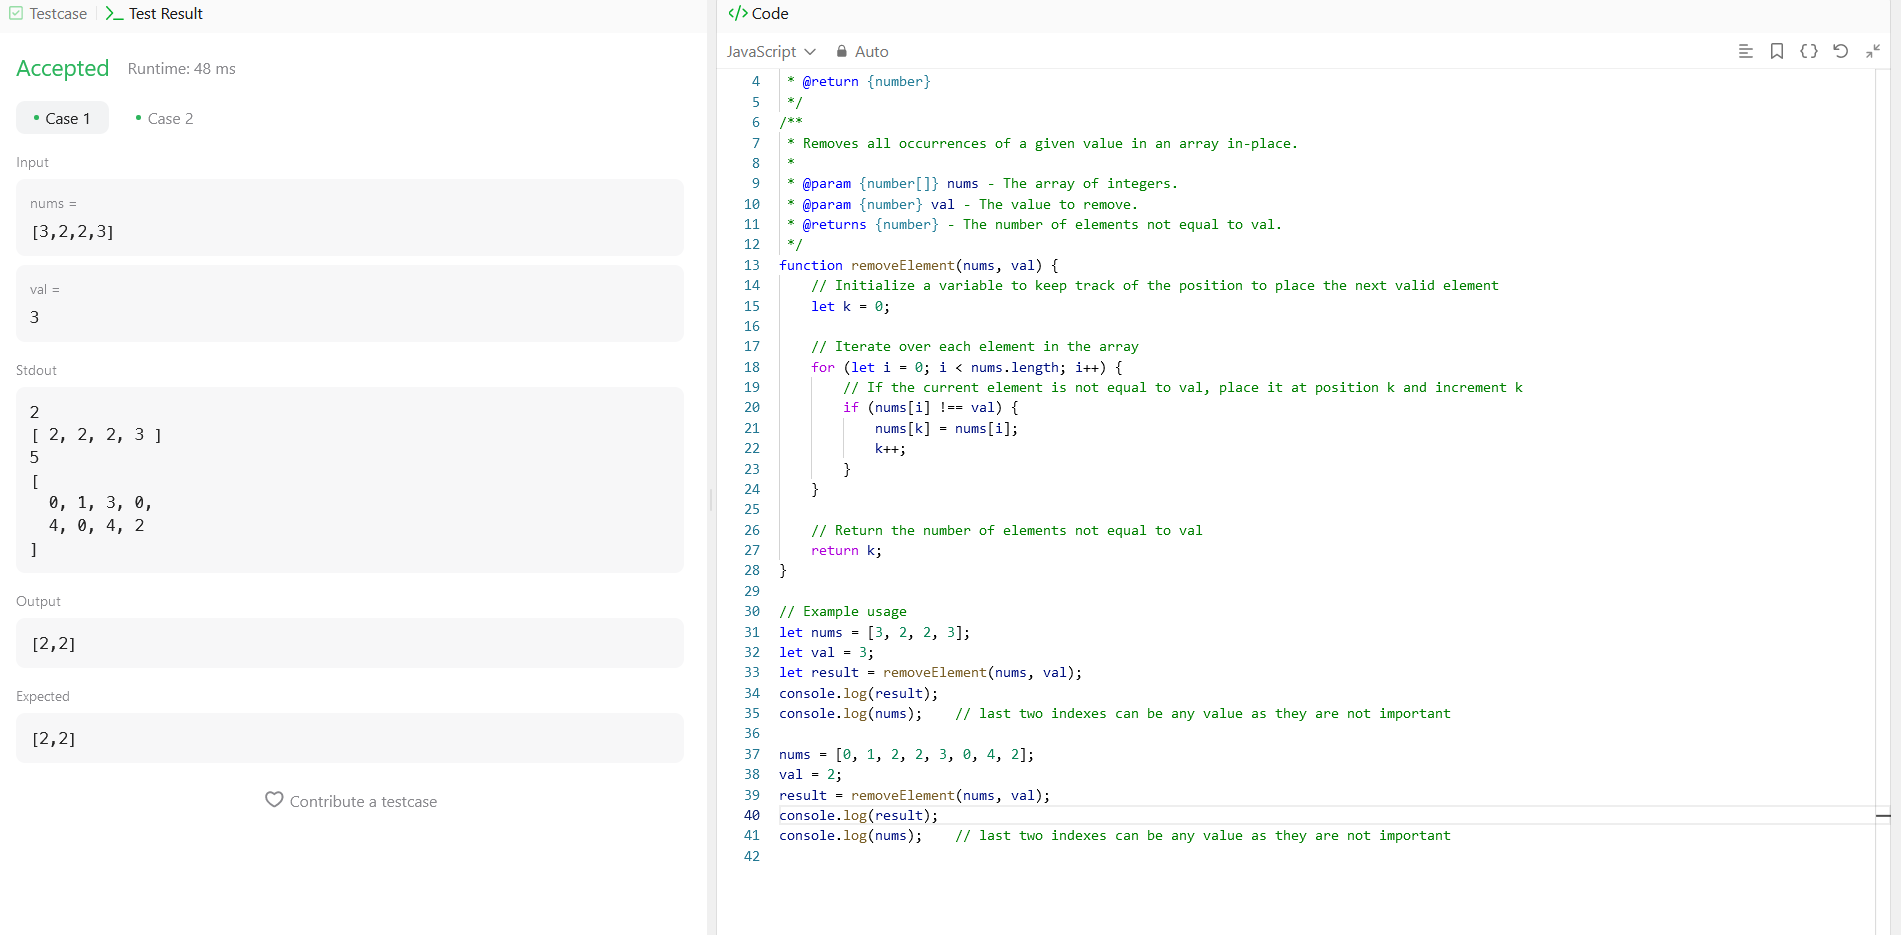 Testcase
Test Result
Accepted Runtime: 48 ms
Case 1 Case 2
Input
nums =
[3,2,2,3]
val =
3
Stdout
2
[ 2, 2, 2, 3 ]
5
[
  0, 1, 3, 0,
  4, 0, 4, 2
]
Output
[2,2]
Expected
[2,2]
Contribute a testcase
</> Code
JavaScript Auto
4  * @return {number}
5  */
6 /**
7  * Removes all occurrences of a given value in an array in-place.
8  *
9  * @param {number[]} nums - The array of integers.
10  * @param {number} val - The value to remove.
11  * @returns {number} - The number of elements not equal to val.
12  */
13 function removeElement(nums, val) {
14     // Initialize a variable to keep track of the position to place the next valid element
15     let k = 0;
16
17     // Iterate over each element in the array
18     for (let i = 0; i < nums.length; i++) {
19         // If the current element is not equal to val, place it at position k and increment k
20         if (nums[i] !== val) {
21             nums[k] = nums[i];
22             k++;
23         }
24     }
25
26     // Return the number of elements not equal to val
27     return k;
28 }
29
30 // Example usage
31 let nums = [3, 2, 2, 3];
32 let val = 3;
33 let result = removeElement(nums, val);
34 console.log(result);
35 console.log(nums);    // last two indexes can be any value as they are not important
36
37 nums = [0, 1, 2, 2, 3, 0, 4, 2];
38 val = 2;
39 result = removeElement(nums, val);
40 console.log(result);
41 console.log(nums);    // last two indexes can be any value as they are not important
42